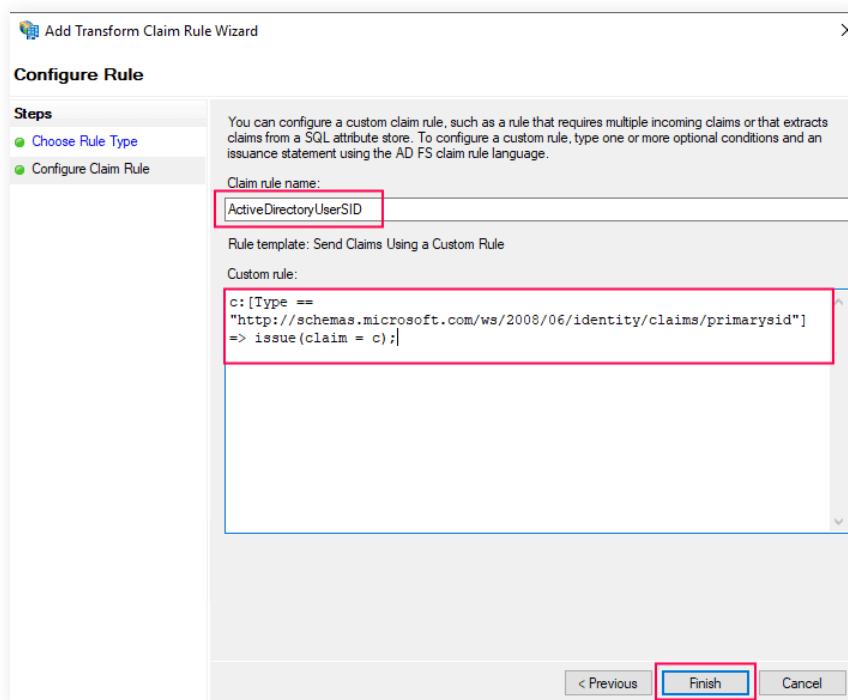 Add Transform Claim Rule Wizard
Configure Rule
Steps
Choose Rule Type
Configure Claim Rule
You can configure a custom claim rule, such as a rule that requires multiple incoming claims or that extracts
claims from a SQL attribute store. To configure a custom rule, type one or more optional conditions and an
issuance statement using the AD FS claim rule language.
Claim rule name:
ActiveDirectoryUserSID
Rule template: Send Claims Using a Custom Rule
Custom rule:
c:[Type ==
"http://schemas.microsoft.com/ws/2008/06/identity/claims/primarysid"]
=> issue(claim = c);
< Previous
Finish
Cancel